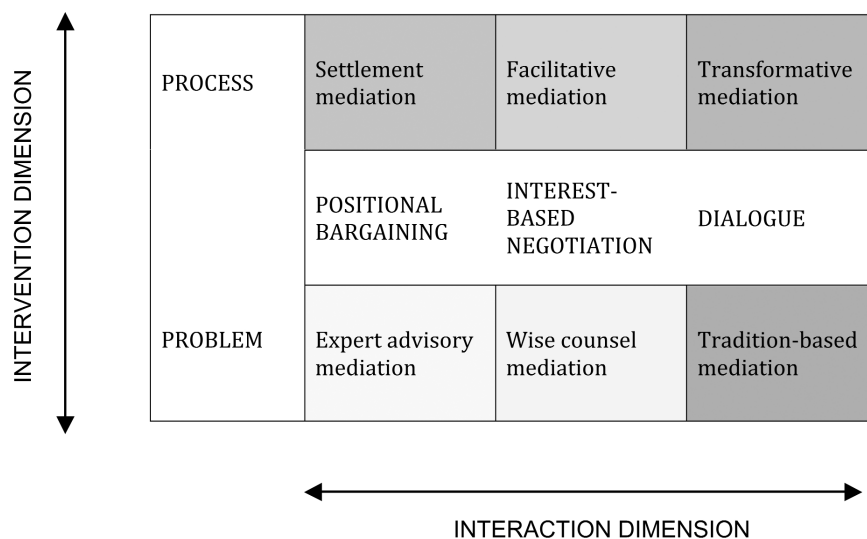 INTERVENTION DIMENSION
PROCESS
Settlement
mediation
Facilitative
mediation
Transformative
mediation
POSITIONAL
BARGAINING
INTEREST-
BASED
NEGOTIATION
DIALOGUE
PROBLEM
Expert advisory
mediation
Wise counsel
mediation
Tradition-based
mediation
INTERACTION DIMENSION